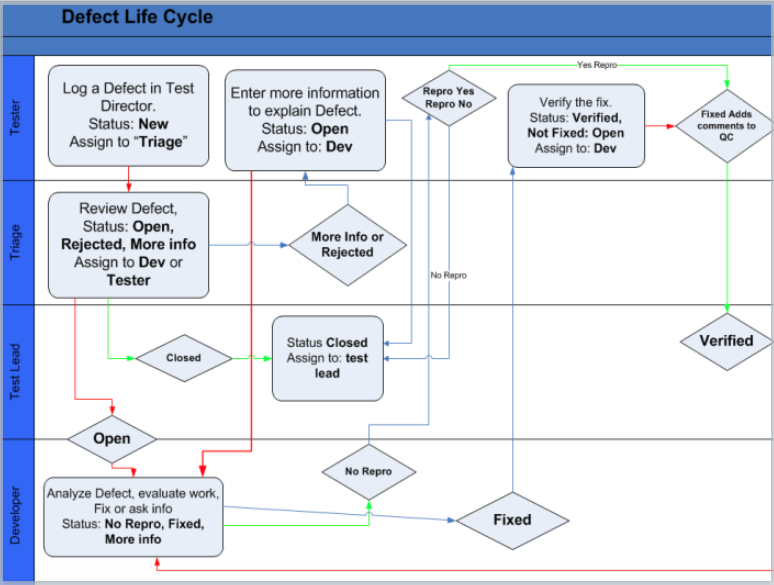 Defect Life Cycle
Tester
Log a Defect in Test
Director.
Status: New
Assign to “Triage”
Enter more information
to explain Defect.
Status: Open
Assign to: Dev
Repro Yes
Repro No
Yes Repro
Verify the fix.
Status: Verified,
Not Fixed: Open
Assign to: Dev
Fixed Adds
comments to
QC
Triage
Review Defect,
Status: Open,
Rejected, More info
Assign to Dev or
Tester
More Info or
Rejected
No Repro
Test Lead
Closed
Status Closed
Assign to: test
lead
Verified
Open
Developer
Analyze Defect, evaluate work,
Fix or ask info
Status: No Repro, Fixed,
More info
No Repro
Fixed